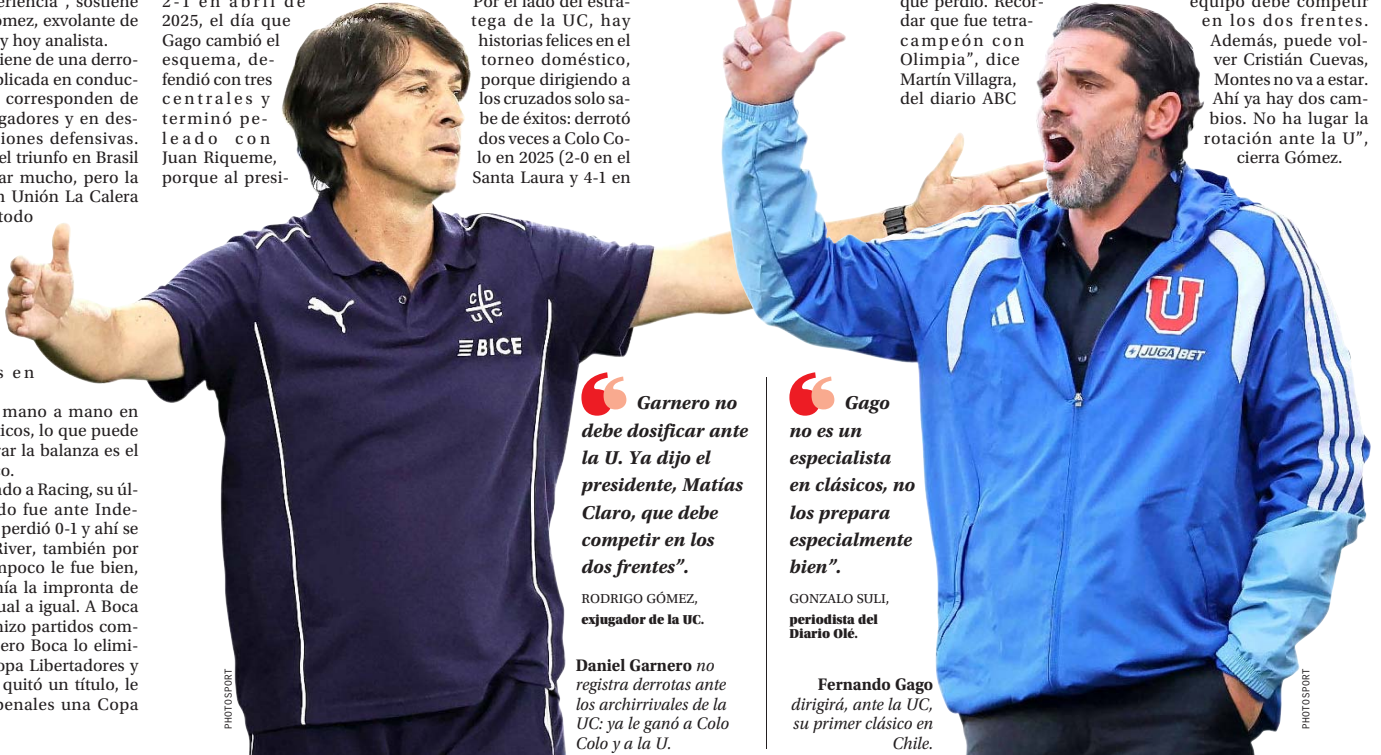 eriencia”, sostiene
ómez, exvolante de
y hoy analista.
iene de una derro-
plicada en conduc-
corresponden de
gadores y en des-
iones defensivas.
el triunfo en Brasil
ar mucho, pero la
n Unión La Calera
todo
s en
mano a mano en
icos, lo que puede
ar la balanza es el
o.
ado a Racing, su úl-
do fue ante Inde-
perdió 0-1 y ahí se
River, también por
mpoco le fue bien,
nía la impronta de
ual a igual. A Boca
hizo partidos com-
ero Boca lo elimi-
opa Libertadores y
quitó un título, le
penales una Copa
2-1 en abril de
2025, el día que
Gago cambió el
esquema, de-
fendió con tres
centrales y
terminó pe-
leado con
Juan Riqueme,
porque al presi-
Por el lado del estra-
tega de la UC, hay
historias felices en el
torneo doméstico,
porque dirigiendo a
los cruzados solo sa-
be de éxitos: derrotó
dos veces a Colo Co-
lo en 2025 (2-0 en el
Santa Laura y 4-1 en
que perdió. Recor-
dar que fue tetra-
campeón con
Olimpia”, dice
Martín Villagra,
del diario ABC
equipo debe competir
en los dos frentes.
Además, puede vol-
ver Cristián Cuevas,
Montes no va a estar.
Ahí ya hay dos cam-
bios. No ha lugar la
rotación ante la U”,
cierra Gómez.
CD
UC
BICE
U
JUGABET
Garnero no
debe dosificar ante
la U. Ya dijo el
presidente, Matías
Claro, que debe
competir en los
dos frentes”.
RODRIGO GÓMEZ,
exjugador de la UC.
Daniel Garnero no
registra derrotas ante
los archirrivales de la
UC: ya le ganó a Colo
Colo y a la U.
Gago
no es un
especialista
en clásicos, no
los prepara
especialmente
bien”.
GONZALO SULI,
periodista del
Diario Olé.
Fernando Gago
dirigirá, ante la UC,
su primer clásico en
Chile.
PHOTOSPORT
PHOTOSPORT